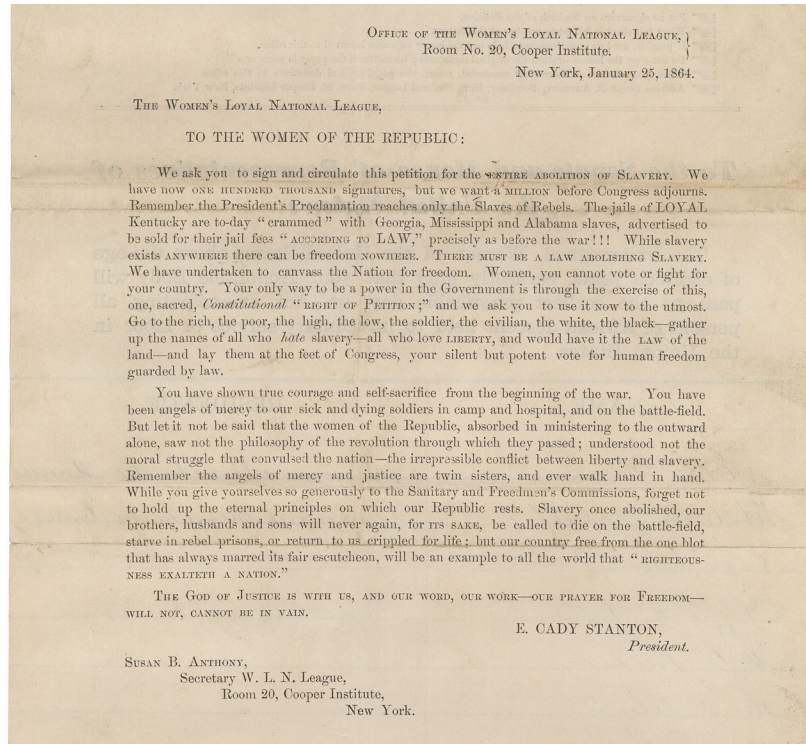 Office of the Women's Loyal National League,
Room No. 20, Cooper Institute.
New York, January 25, 1864.
The Women's Loyal National League,
TO THE WOMEN OF THE REPUBLIC:
We ask you to sign and circulate this petition for the ENTIRE ABOLITION OF SLAVERY. We
have now ONE HUNDRED THOUSAND signatures, but we want a MILLION before Congress adjourns.
Remember the President's Proclamation reaches only the Slaves of Rebels. The jails of LOYAL
Kentucky are to-day "crammed" with Georgia, Mississippi and Alabama slaves, advertised to
be sold for their jail fees "ACCORDING TO LAW," precisely as before the war!!! While slavery
exists ANYWHERE there can be freedom NOWHERE. THERE MUST BE A LAW ABOLISHING SLAVERY.
We have undertaken to canvass the Nation for freedom. Women, you cannot vote or fight for
your country. Your only way to be a power in the Government is through the exercise of this,
one, sacred, Constitutional "RIGHT OF PETITION;" and we ask you to use it now to the utmost.
Go to the rich, the poor, the high, the low, the soldier, the civilian, the white, the black—gather
up the names of all who hate slavery—all who love LIBERTY, and would have it the LAW of the
land—and lay them at the feet of Congress, your silent but potent vote for human freedom
guarded by law.
You have shown true courage and self-sacrifice from the beginning of the war. You have
been angels of mercy to our sick and dying soldiers in camp and hospital, and on the battle-field.
But let it not be said that the women of the Republic, absorbed in ministering to the outward
alone, saw not the philosophy of the revolution through which they passed; understood not the
moral struggle that convulsed the nation—the irrepressible conflict between liberty and slavery.
Remember the angels of mercy and justice are twin sisters, and ever walk hand in hand.
While you give yourselves so generously to the Sanitary and Freedmen's Commissions, forget not
to hold up the eternal principles on which our Republic rests. Slavery once abolished, our
brothers, husbands and sons will never again, for ITS SAKE, be called to die on the battle-field,
starve in rebel prisons, or return to us crippled for life; but our country free from the one blot
that has always marred its fair escutcheon, will be an example to all the world that "RIGHTEOUS-
NESS EXALTETH A NATION."
The God of Justice is with us, and our word, our work—our prayer for Freedom—
will not, cannot be in vain.
E. CADY STANTON,
President.
Susan B. Anthony,
Secretary W. L. N. League,
Room 20, Cooper Institute,
New York.